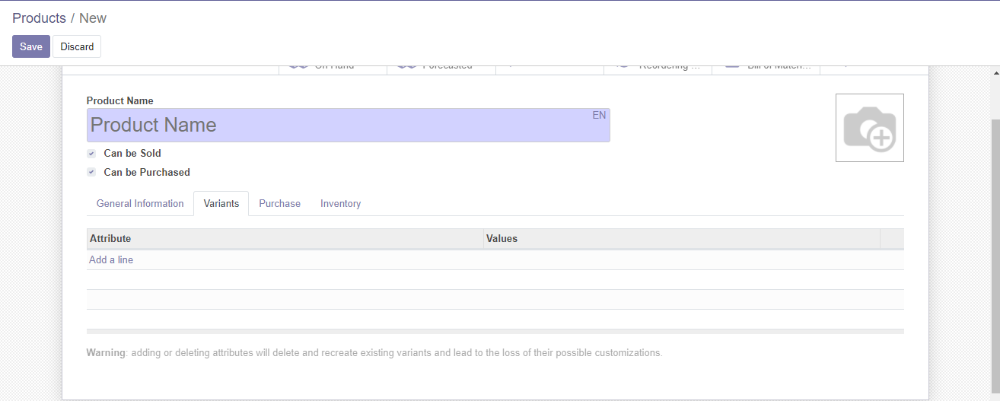 Products / New
Save Discard
On Hand Forecasted Reordering ... Bill of Materi...
Product Name
Product Name EN
Can be Sold
Can be Purchased
General Information Variants Purchase Inventory
Attribute Values
Add a line
Warning: adding or deleting attributes will delete and recreate existing variants and lead to the loss of their possible customizations.